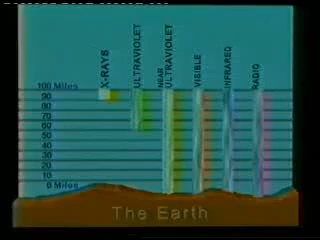 X-RAYS
ULTRAVIOLET
NEAR
ULTRAVIOLET
VISIBLE
INFRARED
RADIO
100 Miles
90
80
70
60
50
40
30
20
10
0 Miles
The Earth